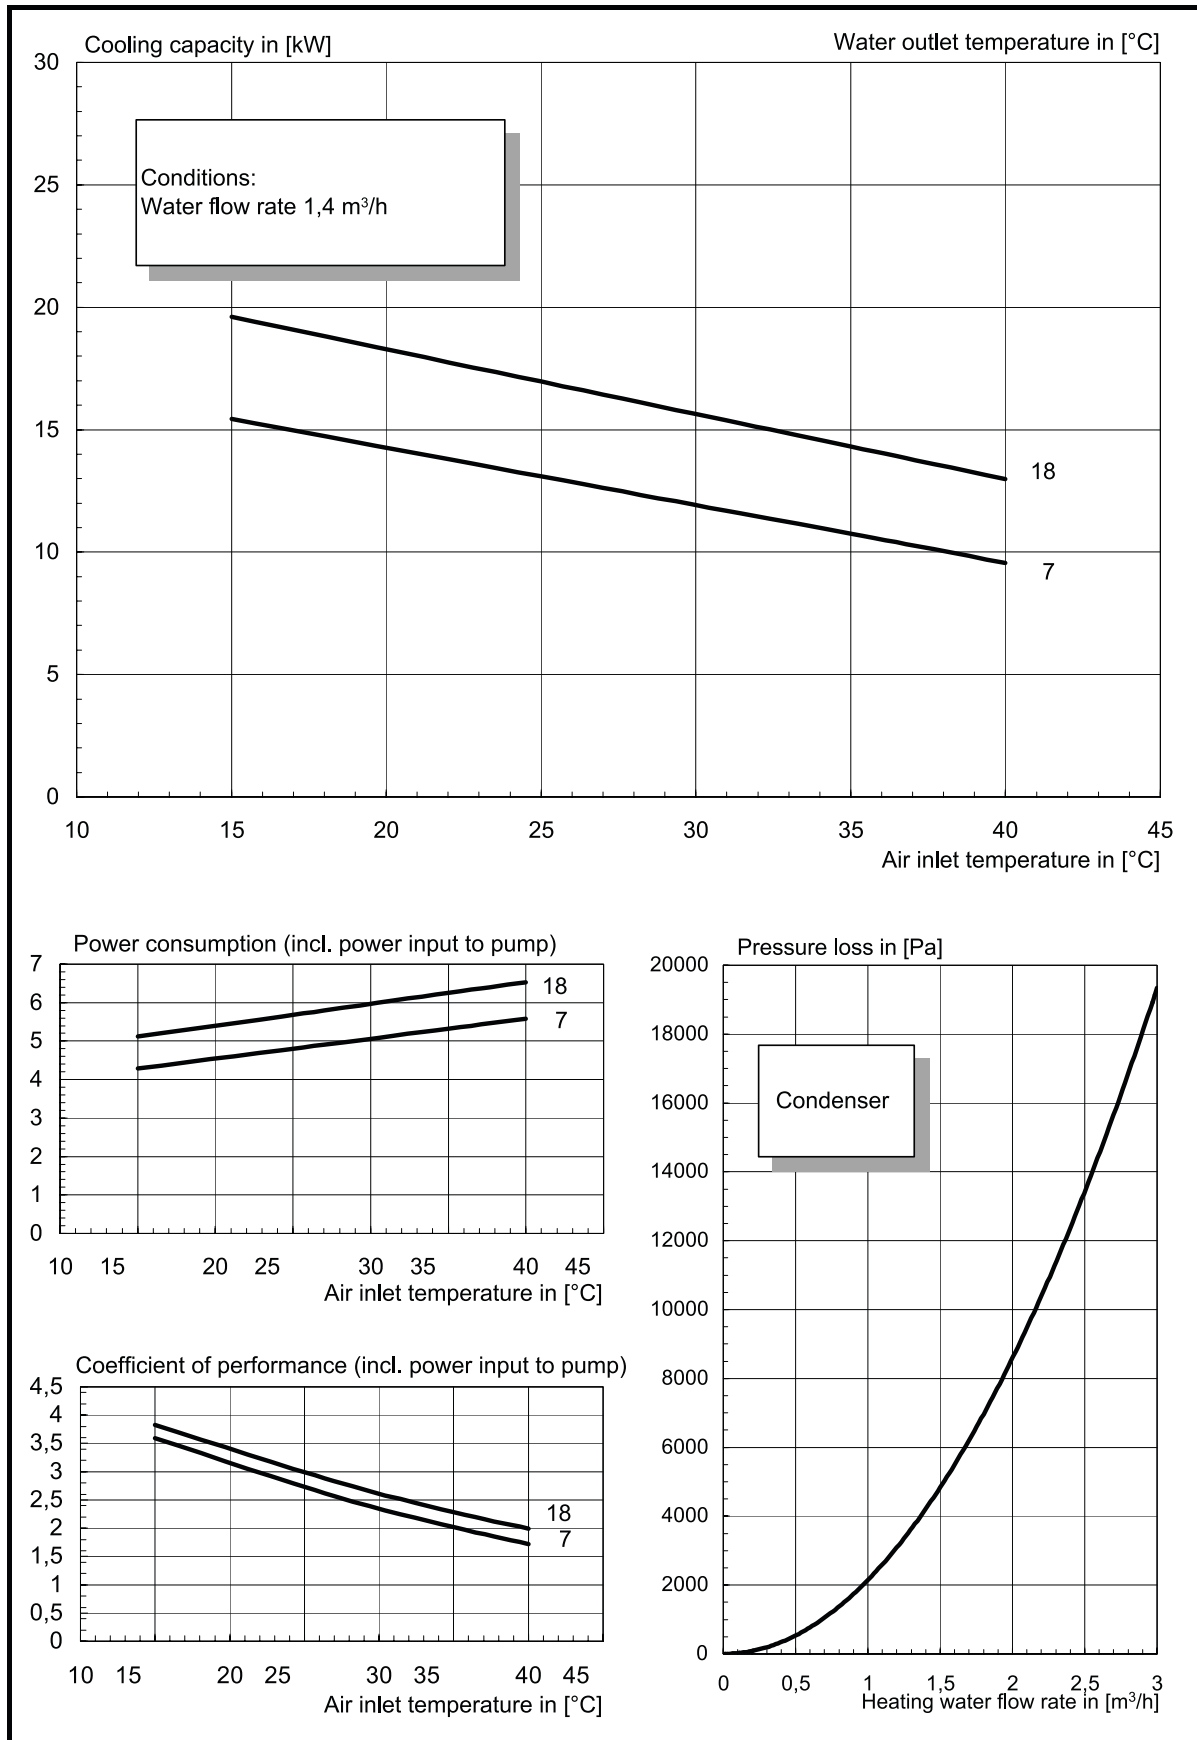 Cooling capacity in [kW]
Water outlet temperature in [°C]
30
25
20
15
10
5
0
Conditions:
Water flow rate 1,4 m³/h
18
7
10 15 20 25 30 35 40 45
Air inlet temperature in [°C]
Power consumption (incl. power input to pump)
7
6
5
4
3
2
1
0
18
7
10 15 20 25 30 35 40 45
Air inlet temperature in [°C]
Coefficient of performance (incl. power input to pump)
4,5
4
3,5
3
2,5
2
1,5
1
0,5
0
18
7
10 15 20 25 30 35 40 45
Air inlet temperature in [°C]
Pressure loss in [Pa]
20000
18000
16000
14000
12000
10000
8000
6000
4000
2000
0
Condenser
0 0,5 1 1,5 2 2,5 3
Heating water flow rate in [m³/h]